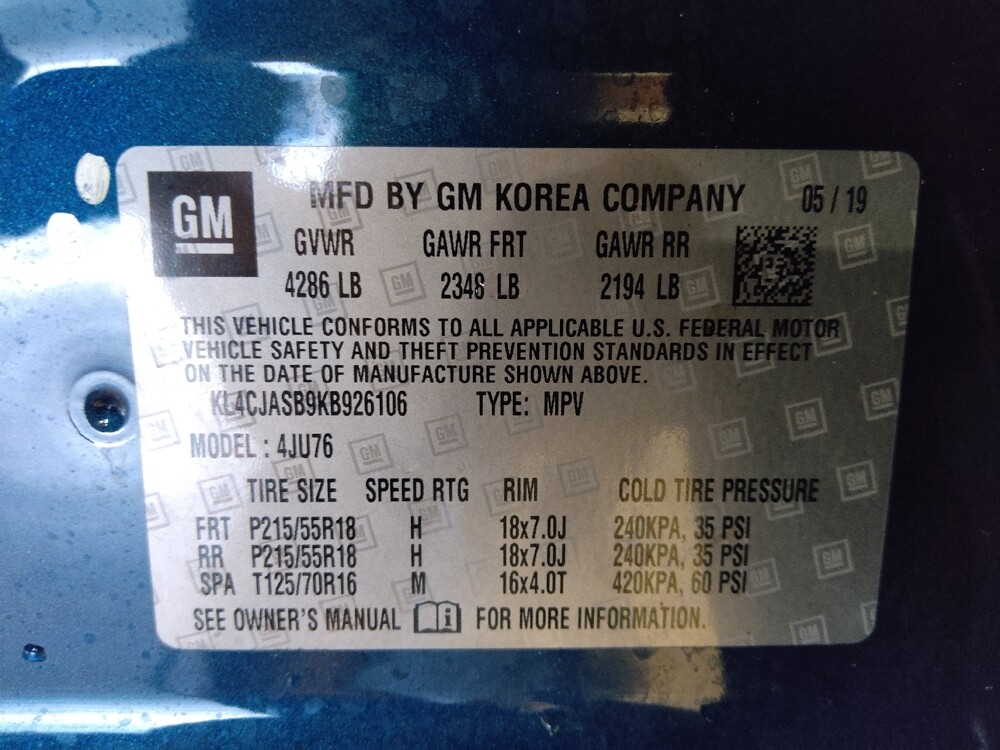 GM MFD BY GM KOREA COMPANY 05 / 19
GVWR GAWR FRT GAWR RR
4286 LB 2348 LB 2194 LB
THIS VEHICLE CONFORMS TO ALL APPLICABLE U.S. FEDERAL MOTOR
VEHICLE SAFETY AND THEFT PREVENTION STANDARDS IN EFFECT
ON THE DATE OF MANUFACTURE SHOWN ABOVE.
KL4CJASB9KB926106 TYPE: MPV
MODEL : 4JU76
TIRE SIZE SPEED RTG RIM COLD TIRE PRESSURE
FRT P215/55R18 H 18x7.0J 240KPA, 35 PSI
RR P215/55R18 H 18x7.0J 240KPA, 35 PSI
SPA T125/70R16 M 16x4.0T 420KPA, 60 PSI
SEE OWNER'S MANUAL FOR MORE INFORMATION.